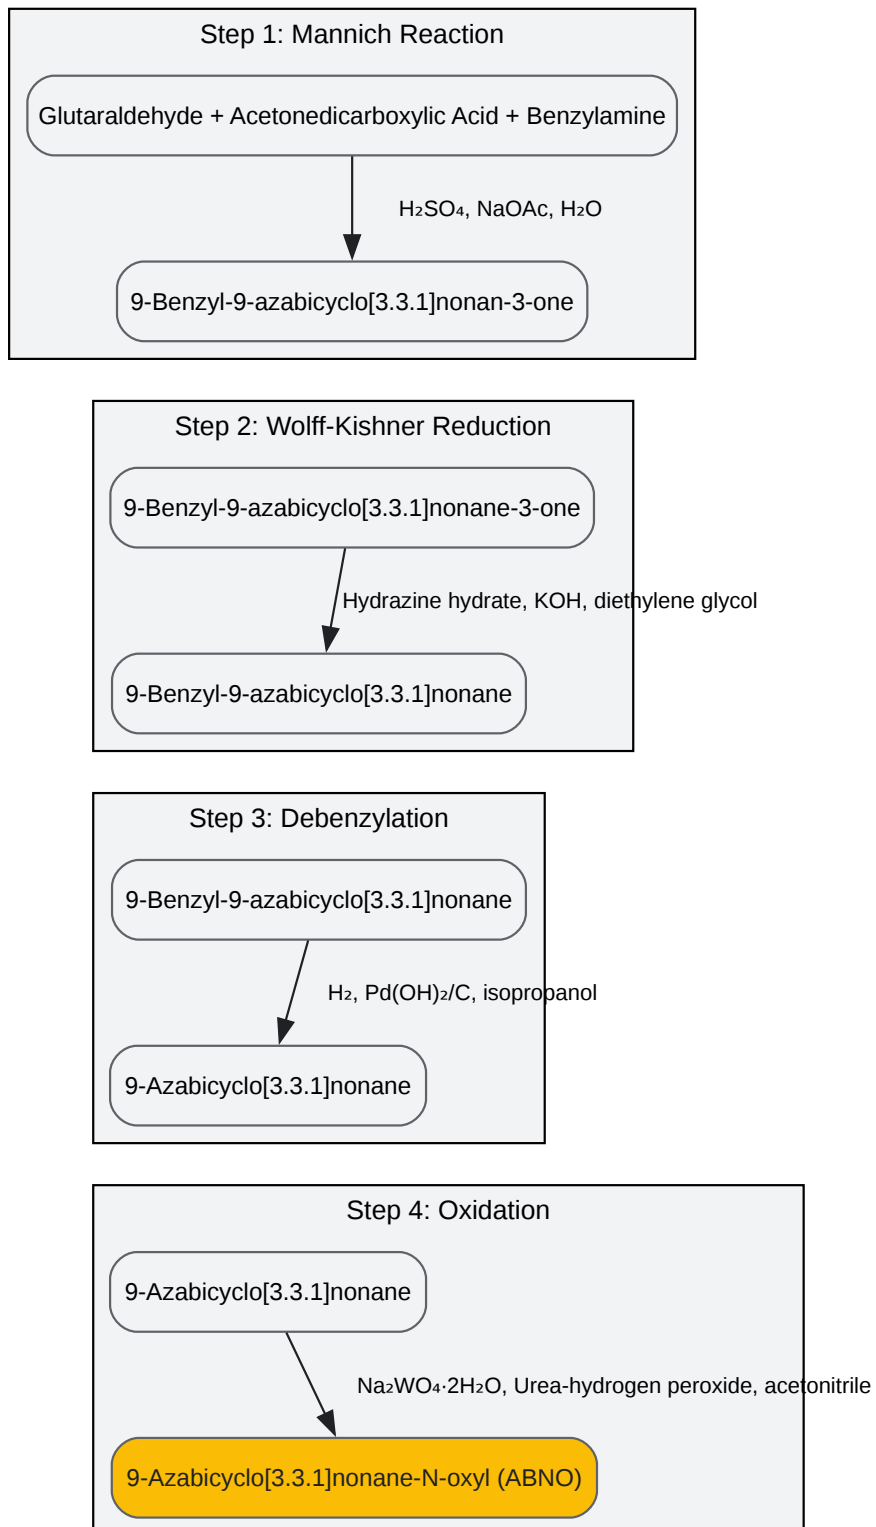 Step 1: Mannich Reaction
Glutaraldehyde + Acetonedicarboxylic Acid + Benzylamine
H₂SO₄, NaOAc, H₂O
9-Benzyl-9-azabicyclo[3.3.1]nonan-3-one
Step 2: Wolff-Kishner Reduction
9-Benzyl-9-azabicyclo[3.3.1]nonane-3-one
Hydrazine hydrate, KOH, diethylene glycol
9-Benzyl-9-azabicyclo[3.3.1]nonane
Step 3: Debenzylation
9-Benzyl-9-azabicyclo[3.3.1]nonane
H₂, Pd(OH)₂/C, isopropanol
9-Azabicyclo[3.3.1]nonane
Step 4: Oxidation
9-Azabicyclo[3.3.1]nonane
Na₂WO₄·2H₂O, Urea-hydrogen peroxide, acetonitrile
9-Azabicyclo[3.3.1]nonane-N-oxyl (ABNO)